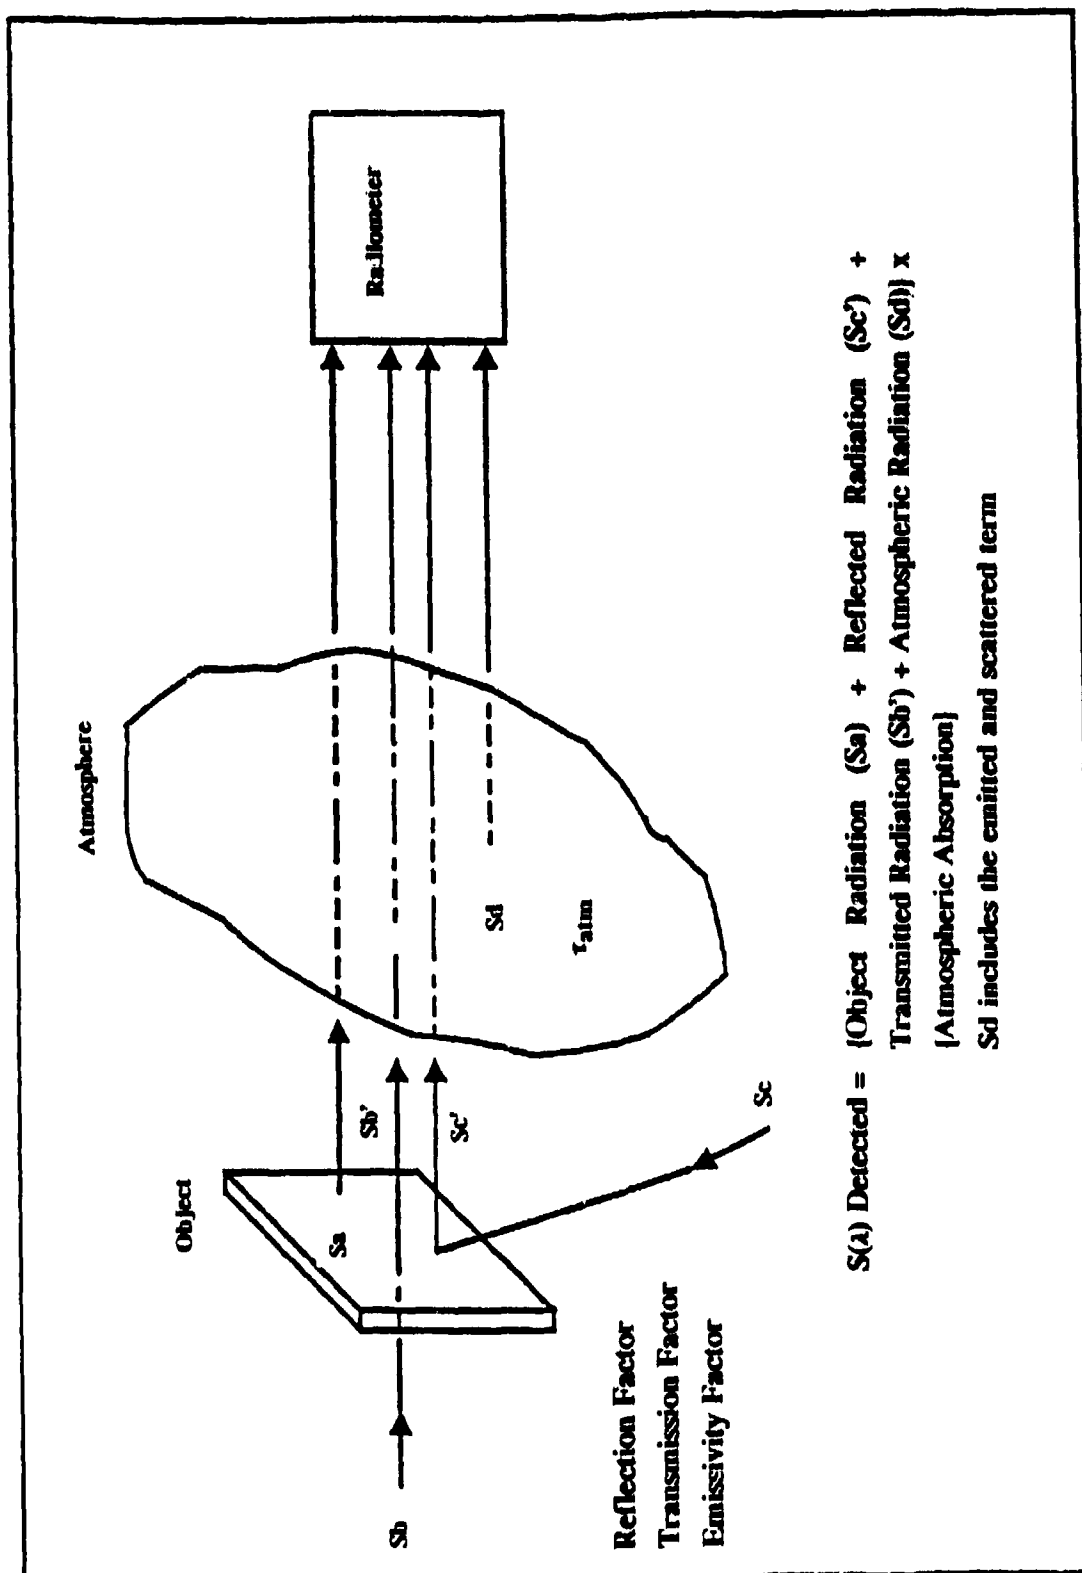 Object
Atmosphere
Radiometer
Sb
Sa
Sb'
Sc'
Sc
Sd
τatm
Reflection Factor
Transmission Factor
Emissivity Factor
S(λ) Detected = {Object Radiation (Sa) + Reflected Radiation (Sc') +
Transmitted Radiation (Sb') + Atmospheric Radiation (Sd)} x
{Atmospheric Absorption}
Sd includes the emitted and scattered term